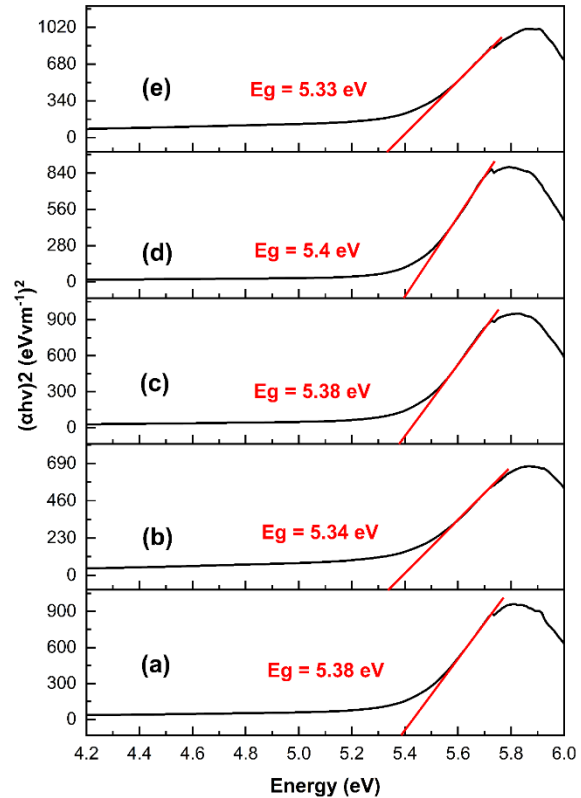 1020
680
340
0
(e)
Eg = 5.33 eV
840
560
280
0
(d)
Eg = 5.4 eV
900
600
300
0
(c)
Eg = 5.38 eV
690
460
230
0
(b)
Eg = 5.34 eV
900
600
300
0
(a)
Eg = 5.38 eV
(αhν)2 (eVvm⁻¹)²
4.2 4.4 4.6 4.8 5.0 5.2 5.4 5.6 5.8 6.0
Energy (eV)